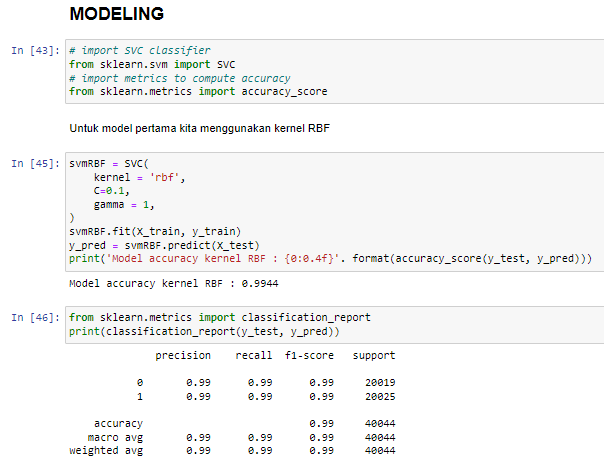 MODELING
In [43]: # import SVC classifier
from sklearn.svm import SVC
# import metrics to compute accuracy
from sklearn.metrics import accuracy_score
Untuk model pertama kita menggunakan kernel RBF
In [45]: svmRBF = SVC(
kernel = 'rbf',
C=0.1,
gamma = 1,
)
svmRBF.fit(X_train, y_train)
y_pred = svmRBF.predict(X_test)
print('Model accuracy kernel RBF : {0:0.4f}'. format(accuracy_score(y_test, y_pred)))
Model accuracy kernel RBF : 0.9944
In [46]: from sklearn.metrics import classification_report
print(classification_report(y_test, y_pred))
precision recall f1-score support
0 0.99 0.99 0.99 20019
1 0.99 0.99 0.99 20025
accuracy 0.99 40044
macro avg 0.99 0.99 0.99 40044
weighted avg 0.99 0.99 0.99 40044